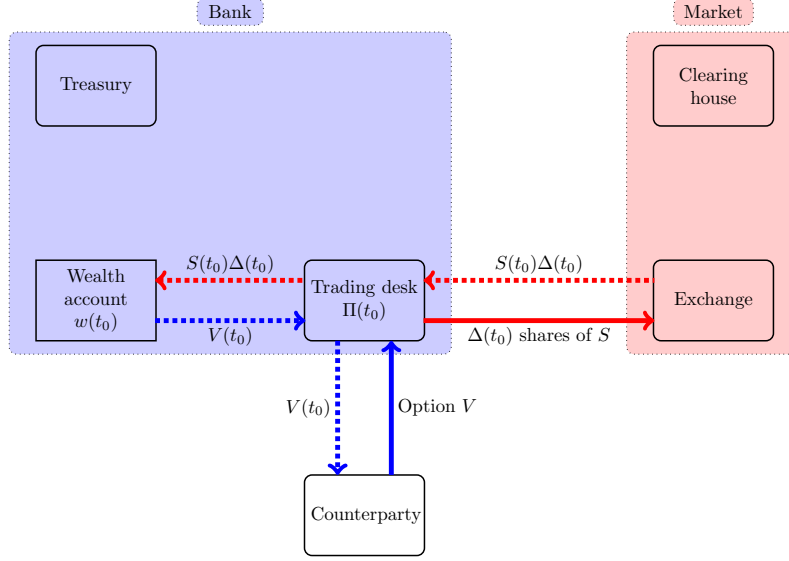 Bank
Market
Treasury
Clearing
house
S(t₀)Δ(t₀)
S(t₀)Δ(t₀)
Wealth
account
w(t₀)
Trading desk
Π(t₀)
Exchange
V(t₀)
Δ(t₀) shares of S
V(t₀)
Option V
Counterparty